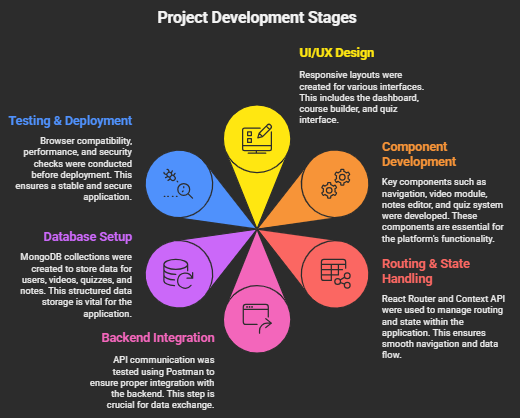 Project Development Stages
UI/UX Design
Responsive layouts were
created for various interfaces.
This includes the dashboard,
course builder, and quiz
interface.
Component
Development
Key components such as
navigation, video module,
notes editor, and quiz system
were developed. These
components are essential for
the platform's functionality.
Routing & State
Handling
React Router and Context API
were used to manage routing
and state within the
application. This ensures
smooth navigation and data
flow.
Backend Integration
API communication was
tested using Postman to
ensure proper integration with
the backend. This step is
crucial for data exchange.
Database Setup
MongoDB collections were
created to store data for
users, videos, quizzes, and
notes. This structured data
storage is vital for the
application.
Testing & Deployment
Browser compatibility,
performance, and security
checks were conducted
before deployment. This
ensures a stable and secure
application.